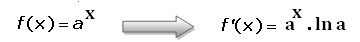 f(x) = a^x ⟹ f'(x) = a^x . ln a